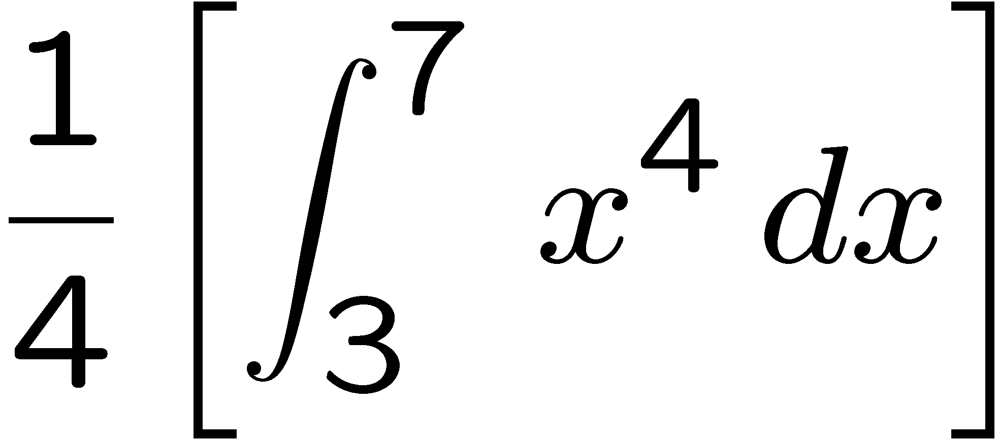 \frac{1}{4} \left[ \int_{3}^{7} x^{4} dx \right]